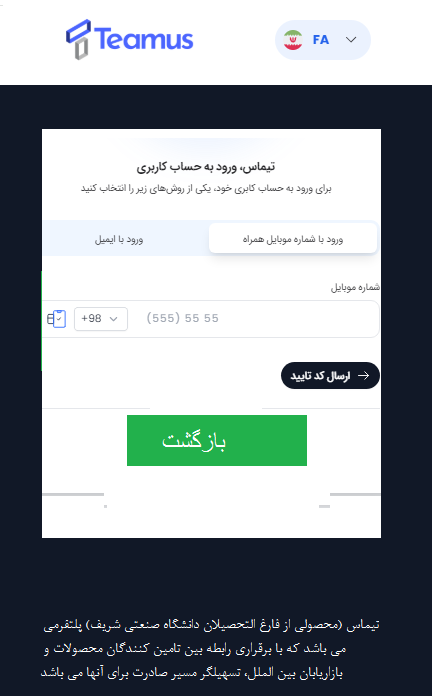 Teamus
FA
تیماس، ورود به حساب کاربری
برای ورود به حساب کابری خود، یکی از روش‌های زیر را انتخاب کنید
ورود با شماره موبایل همراه
ورود با ایمیل
شماره موبایل
+98
(555) 55 55
ارسال کد تایید
بازگشت
تیماس (محصولی از فارغ التحصیلان دانشگاه صنعتی شریف) پلتفرمی
می باشد که با برقراری رابطه بین تامین کنندگان محصولات و
بازاریابان بین الملل، تسهیلگر مسیر صادرت برای آنها می باشد